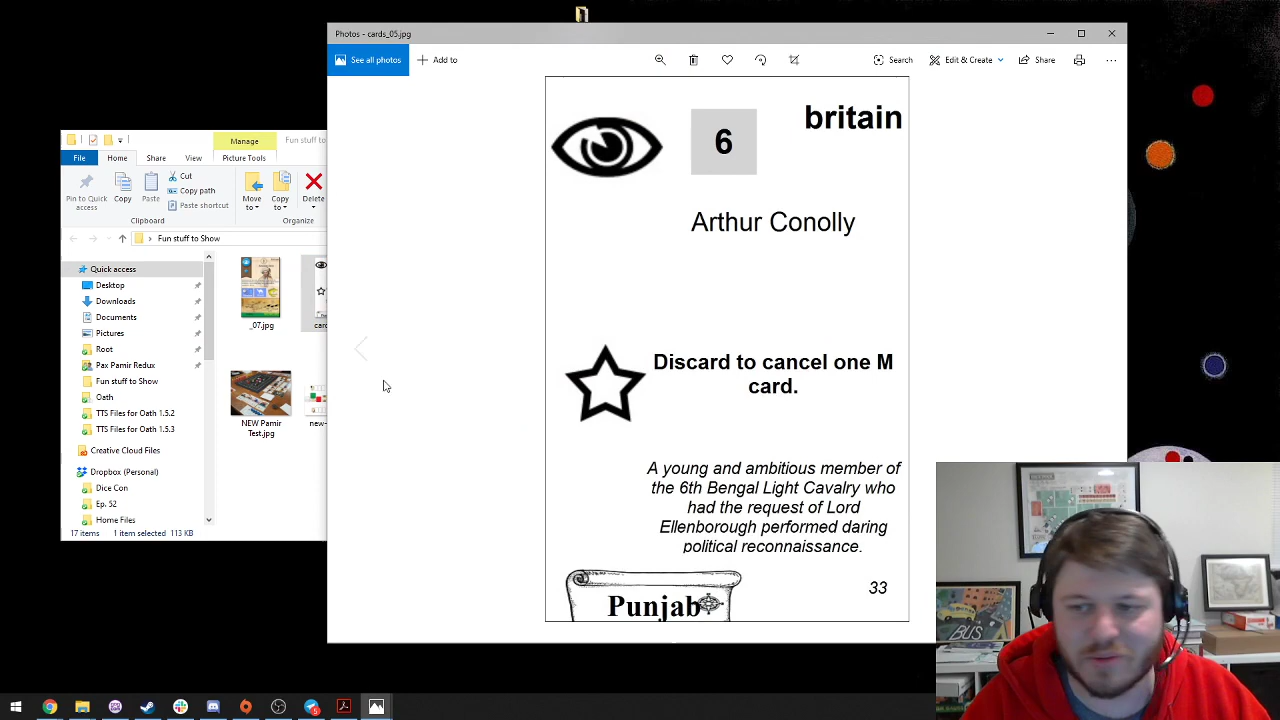 Photos - cards_05.jpg
See all photos
Add to
Search
Edit & Create
Share
6
britain
Arthur Conolly
Discard to cancel one M
card.
A young and ambitious member of
the 6th Bengal Light Cavalry who
had the request of Lord
Ellenborough performed daring
political reconnaissance.
33
Punjab
Manage
Fun stuff to
File
Home
Share
View
Picture Tools
Pin to Quick
access
Copy
Paste
Cut
Copy path
Paste shortcut
Move
to
Copy
to
Delete
Clipboard
Organize
Fun stuff to Show
Quick access
Desktop
Downloads
Documents
Pictures
Root
Pax Pamir Redux
Fun stuff to Show
Oath
TTS Files for Oath 1.5.2
TTS Files for Oath 1.5.3
Creative Cloud Files
Dropbox (Personal)
Dice Con
Ep. 52
Home Files
_07.jpg
card
NEW Pamir
Test.jpg
new-
17 items
1 item selected
113 KB
BUS